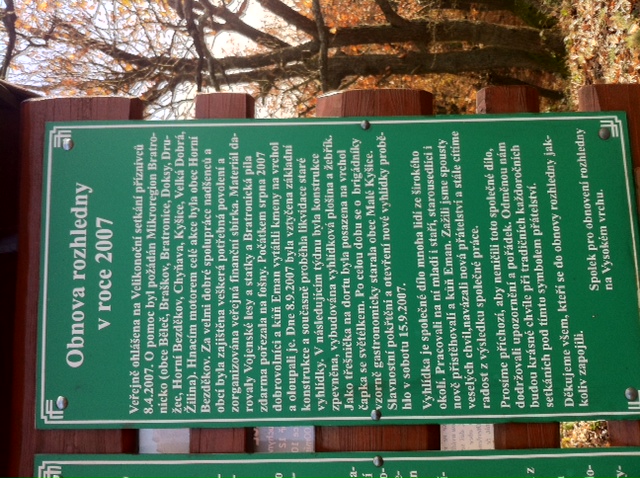 Obnova rozhledny
v roce 2007
Veřejně ohlášena na Velikonoční setkání příznivců
8.4.2007. O pomoc byl požádán Mikroregion Bratro-
nicko (obce Běleč, Braškov, Bratronice, Doksy, Dru-
žec, Horní Bezděkov, Chyňava, Kyšice, Velká Dobrá,
Žilina). Hnacím motorem celé akce byla obec Horní
Bezděkov. Za velmi dobré spolupráce nadšenců a
obcí byla zajištěna veškerá potřebná povolení a
zorganizována veřejná finanční sbírka. Materiál da-
rovaly Vojenské lesy a statky a Bratronická pila
zdarma pořezala na fošny. Počátkem srpna 2007
dobrovolníci a kůň Eman vytáhli kmeny na vrchol
a oloupali je. Dne 8.9.2007 byla vztyčena základní
konstrukce a současně proběhla likvidace staré
vyhlídky. V následujícím týdnu byla konstrukce
zpevněna, vybudována vyhlídková plošina a žebřík.
Jako třešnička na dortu byla posazena na vrchol
čapka se světélkem. Po celou dobu se o brigádníky
vzorně gastronomicky starala obec Malé Kyšice.
Slavnostní pokřtění a otevření nové vyhlídky probě-
hlo v sobotu 15.9.2007.
Vyhlídka je společné dílo mnoha lidí ze širokého
okolí. Pracovali na ní mladí i staří, starousedlíci i
nově přistěhovalí a kůň Eman. Zažili jsme spousty
veselých chvil,navázali nová přátelství a stále cítíme
radost z výsledku společné práce.
Prosíme příchozí, aby neničili toto společné dílo,
dodržovali upozornění a pořádek. Odměnou nám
budou krásné chvíle při tradičních každoročních
setkáních pod tímto symbolem přátelství.
Děkujeme všem, kteří se do obnovy rozhledny jak-
koliv zapojili.
Spolek pro obnovení rozhledny
na Vysokém vrchu.